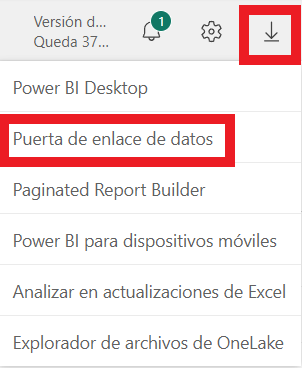 Versión d...
Queda 37...
1
Power BI Desktop
Puerta de enlace de datos
Paginated Report Builder
Power BI para dispositivos móviles
Analizar en actualizaciones de Excel
Explorador de archivos de OneLake